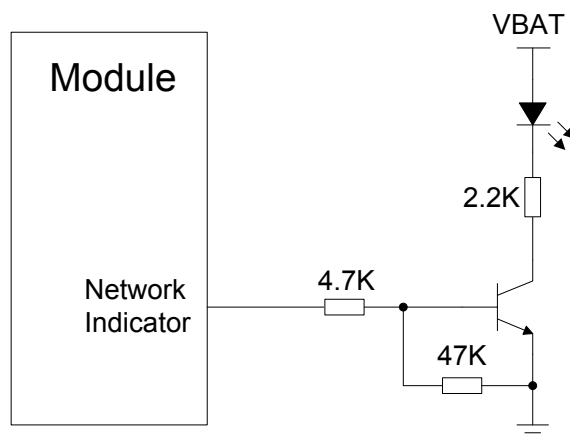 VBAT
Module
2.2K
4.7K
Network
Indicator
47K